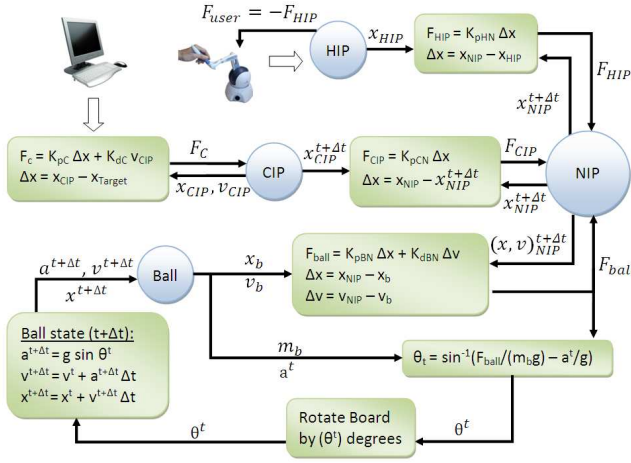 F_user = −F_HIP
HIP
x_HIP
F_HIP = K_pHN Δx
Δx = x_NIP − x_HIP
F_HIP
x_NIP^t+Δt
F_c = K_pC Δx + K_dC v_CIP
Δx = x_CIP − x_Target
F_C
x_CIP, v_CIP
CIP
x_CIP^t+Δt
F_CIP = K_pCN Δx
Δx = x_NIP − x_NIP^t+Δt
F_CIP
x_NIP^t+Δt
NIP
a^t+Δt, v^t+Δt
x^t+Δt
Ball
x_b
v_b
F_ball = K_pBN Δx + K_dBN Δv
Δx = x_NIP − x_b
Δv = v_NIP − v_b
(x, v)_NIP^t+Δt
F_bal
Ball state (t+Δt):
a^t+Δt = g sin θ^t
v^t+Δt = v^t + a^t+Δt Δt
x^t+Δt = x^t + v^t+Δt Δt
m_b
a^t
θ_t = sin^-1(F_ball/(m_b g) − a^t/g)
θ^t
Rotate Board
by (θ^t) degrees
θ^t